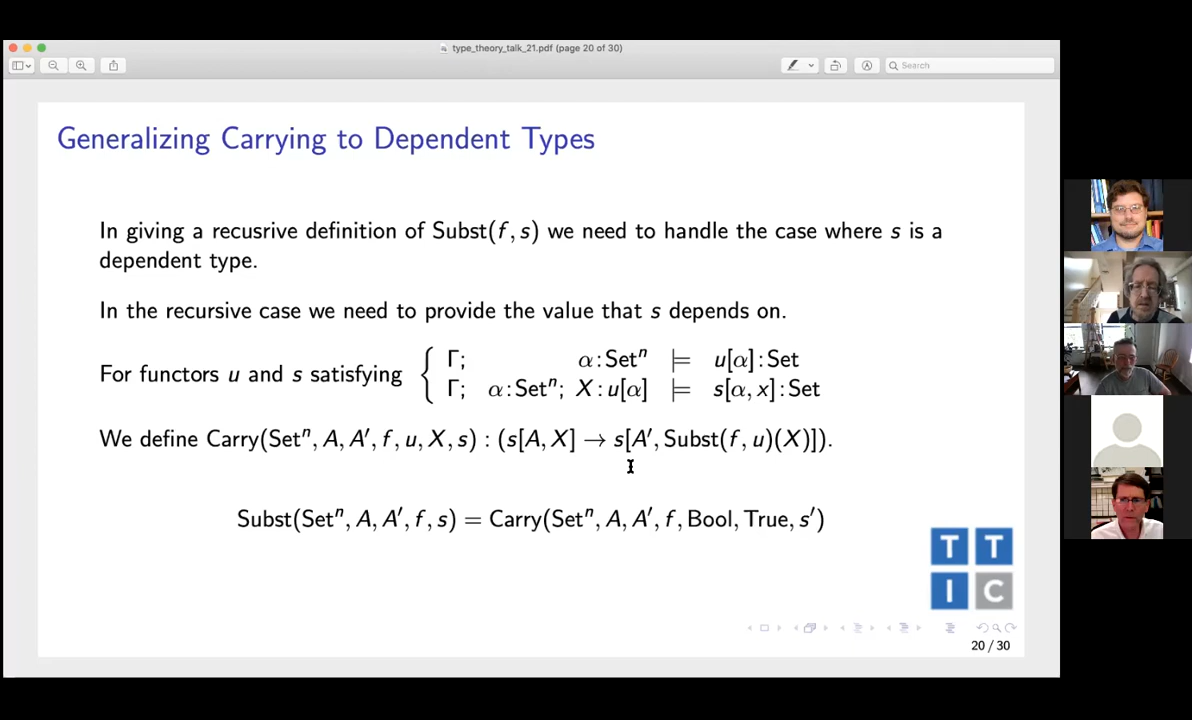 type_theory_talk_21.pdf (page 20 of 30)
Search
Generalizing Carrying to Dependent Types
In giving a recusrive definition of Subst(f, s) we need to handle the case where s is a
dependent type.
In the recursive case we need to provide the value that s depends on.
For functors u and s satisfying { Γ; α:Setⁿ ⊨ u[α]:Set
Γ; α:Setⁿ; X:u[α] ⊨ s[α, x]:Set
We define Carry(Setⁿ, A, A′, f, u, X, s) : (s[A, X] → s[A′, Subst(f, u)(X)]).
Subst(Setⁿ, A, A′, f, s) = Carry(Setⁿ, A, A′, f, Bool, True, s′)
T T
I C
20 / 30